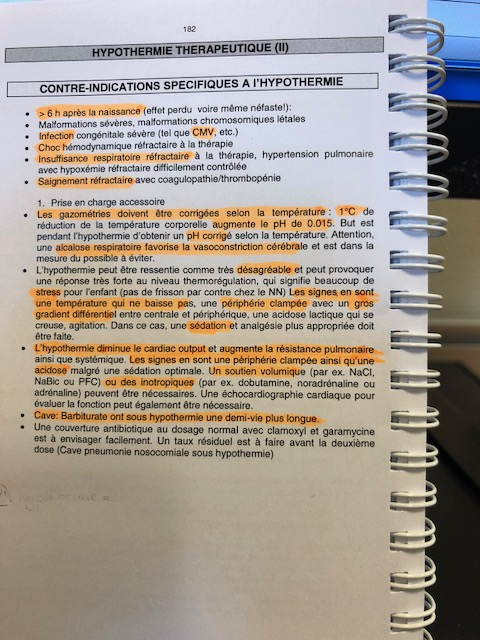 182
HYPOTHERMIE THERAPEUTIQUE (II)
CONTRE-INDICATIONS SPECIFIQUES A l'HYPOTHERMIE
• > 6 h après la naissance (effet perdu voire même néfaste!):
• Malformations sévères, malformations chromosomiques létales
• Infection congénitale sévère (tel que CMV, etc.)
• Choc hémodynamique réfractaire à la thérapie
• Insuffisance respiratoire réfractaire à la thérapie, hypertension pulmonaire
avec hypoxémie réfractaire difficilement contrôlée
• Saignement réfractaire avec coagulopathie/thrombopénie
1. Prise en charge accessoire
• Les gazométries doivent être corrigées selon la température : 1°C de
réduction de la température corporelle augmente le pH de 0.015. But est
pendant l'hypothermie d'obtenir un pH corrigé selon la température. Attention,
une alcalose respiratoire favorise la vasoconstriction cérébrale et est dans la
mesure du possible à éviter.
• L'hypothermie peut être ressentie comme très désagréable et peut provoquer
une réponse très forte au niveau thermorégulation, qui signifie beaucoup de
stress pour l'enfant (pas de frisson par contre chez le NN) Les signes en sont
une température qui ne baisse pas, une périphérie clampée avec un gros
gradient différentiel entre centrale et périphérique, une acidose lactique qui se
creuse, agitation. Dans ce cas, une sédation et analgésie plus appropriée doit
être faite.
• L'hypothermie diminue le cardiac output et augmente la résistance pulmonaire
ainsi que systémique. Les signes en sont une périphérie clampée ainsi qu'une
acidose malgré une sédation optimale. Un soutien volumique (par ex. NaCl,
NaBic ou PFC) ou des inotropiques (par ex. dobutamine, noradrénaline ou
adrénaline) peuvent être nécessaires. Une échocardiographie cardiaque pour
évaluer la fonction peut également être nécessaire.
• Cave: Barbiturate ont sous hypothermie une demi-vie plus longue.
• Une couverture antibiotique au dosage normal avec clamoxyl et garamycine
est à envisager facilement. Un taux résiduel est à faire avant la deuxième
dose (Cave pneumonie nosocomiale sous hypothermie)